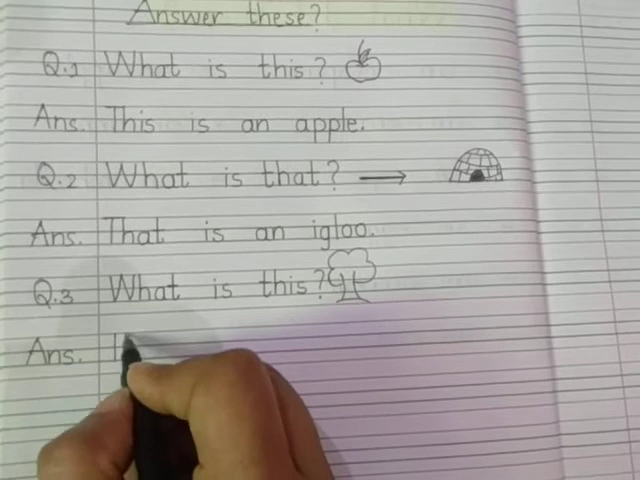 Answer these?
Q.1 What is this?
Ans. This is an apple.
Q.2 What is that?
Ans. That is an igloo.
Q.3 What is this?
Ans.